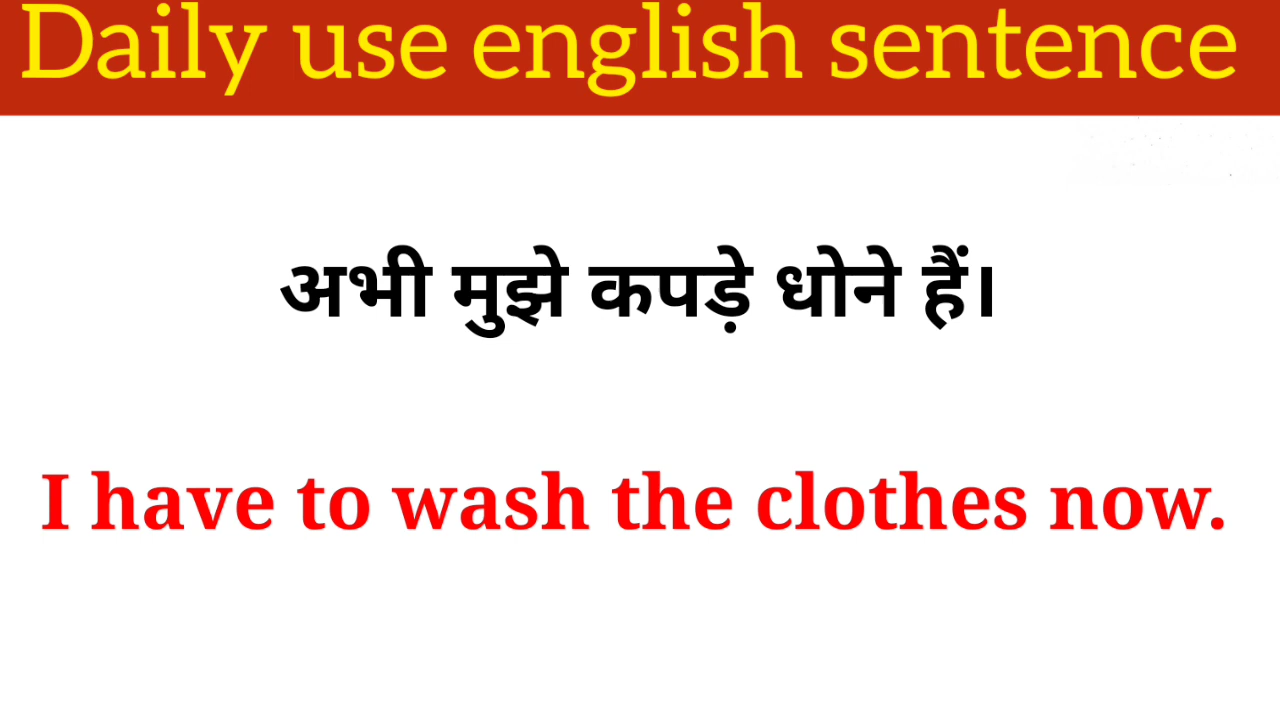 Daily use english sentence
अभी मुझे कपड़े धोने हैं।
I have to wash the clothes now.